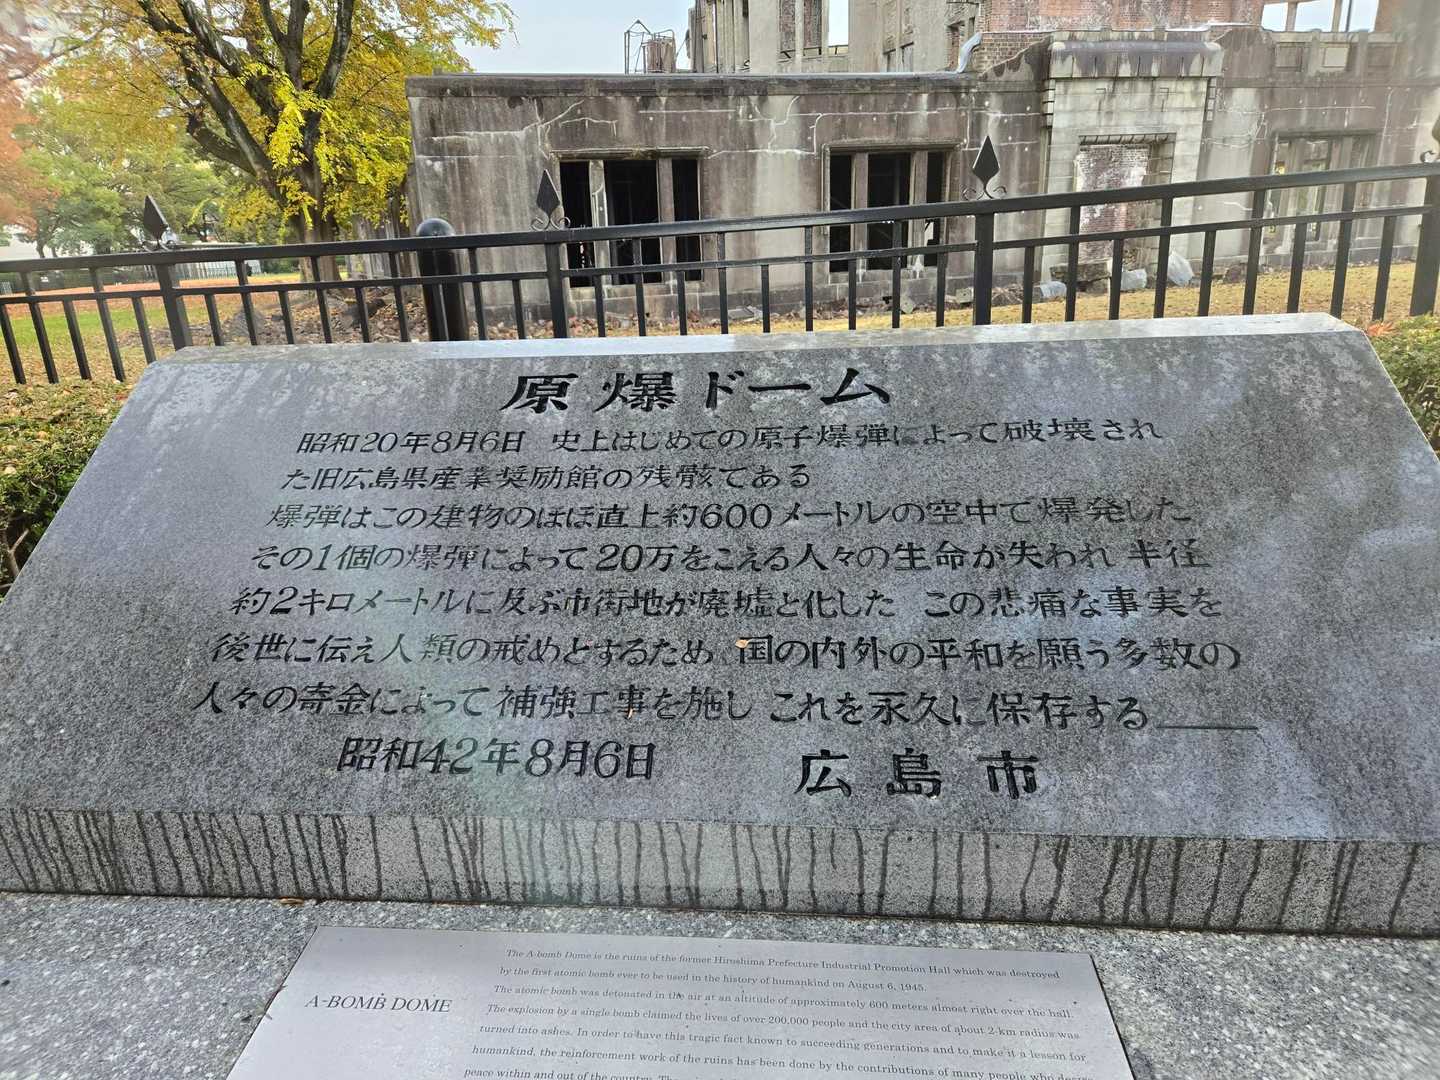 原爆ドーム
昭和20年8月6日 史上はじめての原子爆弾によって破壊され
た旧広島県産業奨励館の残骸である
爆弾はこの建物のほぼ直上約600メートルの空中で爆発した
その1個の爆弾によって20万をこえる人々の生命が失われ 半径
約2キロメートルに及ぶ市街地が廃墟と化した この悲痛な事実を
後世に伝え人類の戒めとするため 国の内外の平和を願う多数の
人々の寄金によって補強工事を施し これを永久に保存する
昭和42年8月6日 広島市
A-BOMB DOME
The A-bomb Dome is the ruins of the former Hiroshima Prefecture Industrial Promotion Hall which was destroyed
by the first atomic bomb ever to be used in the history of humankind on August 6, 1945.
The atomic bomb was detonated in the air at an altitude of approximately 600 meters almost right over the hall.
The explosion by a single bomb claimed the lives of over 200,000 people and the city area of about 2-km radius was
turned into ashes. In order to have this tragic fact known to succeeding generations and to make it a lesson for
humankind, the reinforcement work of the ruins has been done by the contributions of many people who desire
peace within and out of the country.